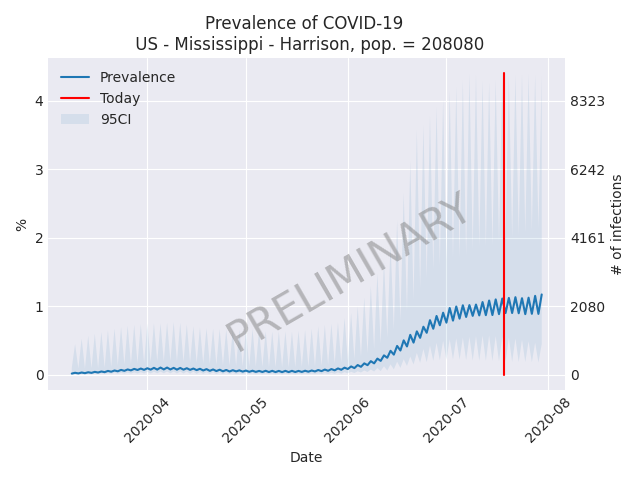 Prevalence of COVID-19
US - Mississippi - Harrison, pop. = 208080
Prevalence
Today
95CI
4
3
2
1
0
%
8323
6242
4161
2080
0
# of infections
PRELIMINARY
2020-04
2020-05
2020-06
2020-07
2020-08
Date